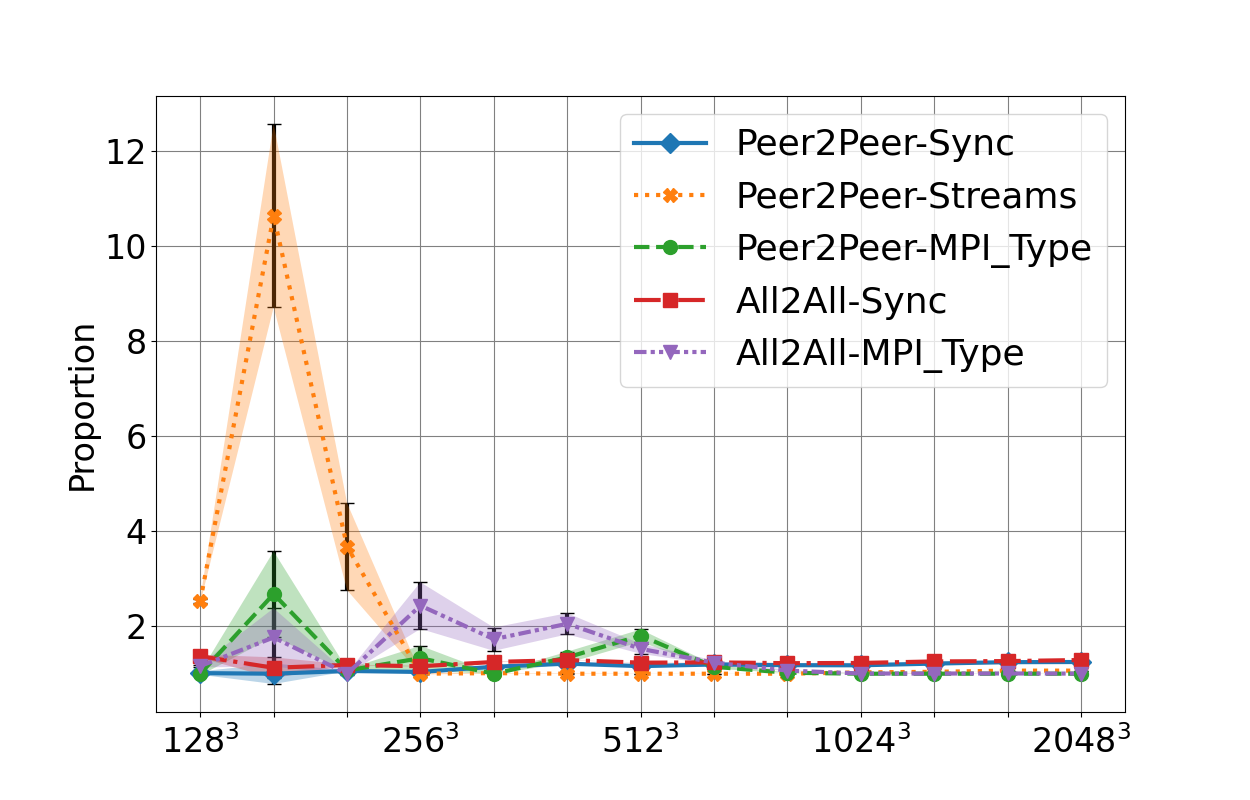 12
10
8
6
4
2
Proportion
Peer2Peer-Sync
Peer2Peer-Streams
Peer2Peer-MPI_Type
All2All-Sync
All2All-MPI_Type
128³ 256³ 512³ 1024³ 2048³